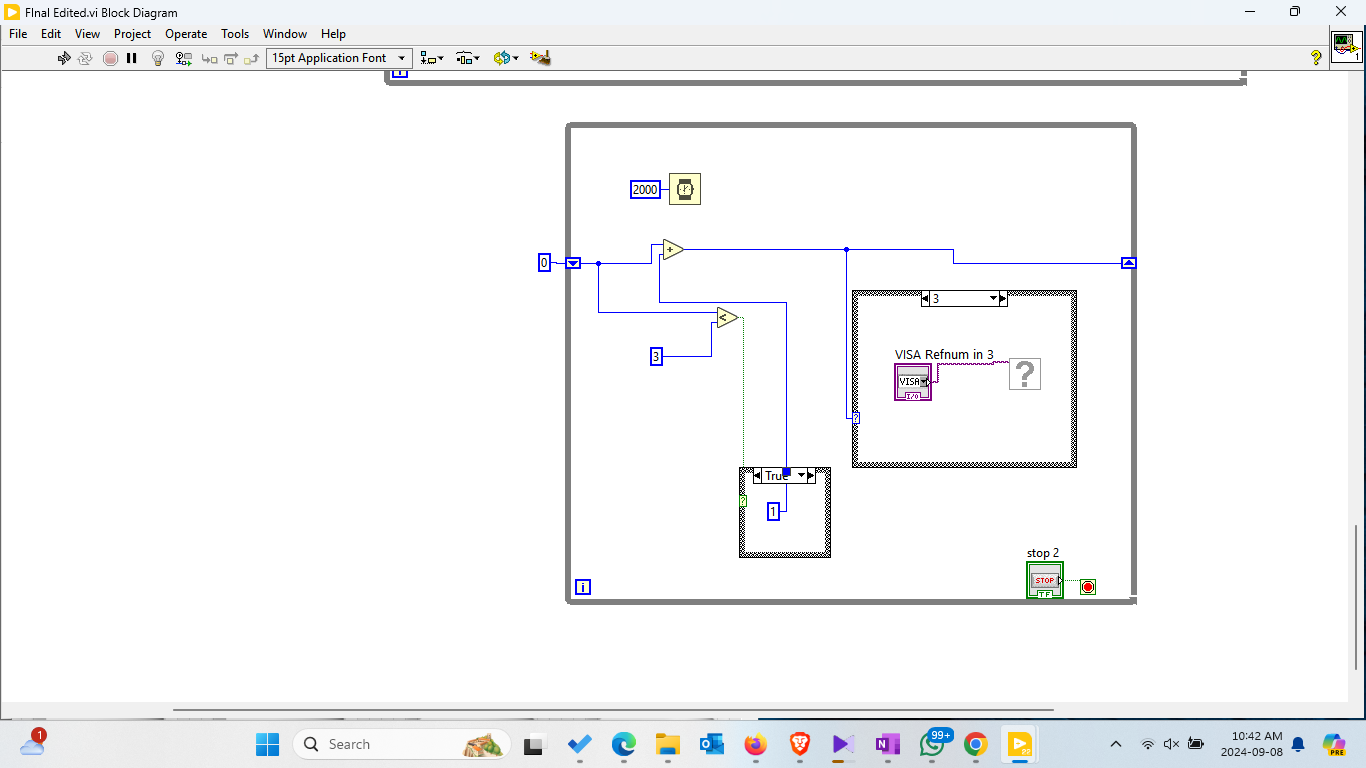 FInal Edited.vi Block Diagram
File Edit View Project Operate Tools Window Help
15pt Application Font
1
i
2000
+
0
3
<
3
VISA Refnum in 3
VISA
I/O
?
?
True
?
1
stop 2
STOP
TF
i
1
Search
99+
10:42 AM
2024-09-08
PRE